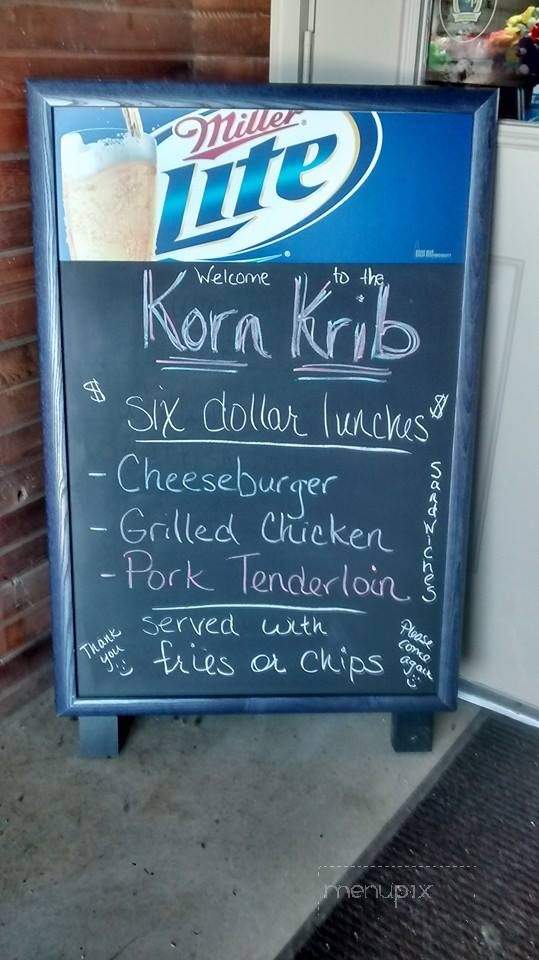 Miller
Lite
Welcome to the
Korn Krib
$ six dollar lunches $
- Cheeseburger
- Grilled Chicken
- Pork Tenderloin
SANDWICHES
served with
fries or chips
Thank
you
Please
come
again
menupix